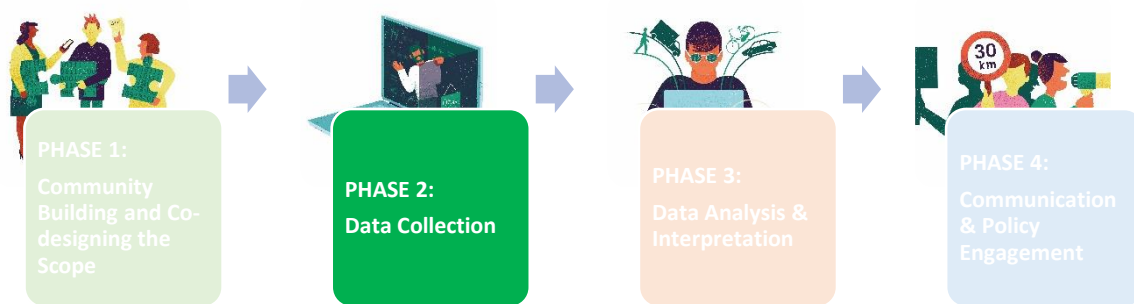 30
km
PHASE 1:
Community
Building and Co-
designing the
Scope
PHASE 2:
Data Collection
PHASE 3:
Data Analysis &
Interpretation
PHASE 4:
Communication
& Policy
Engagement